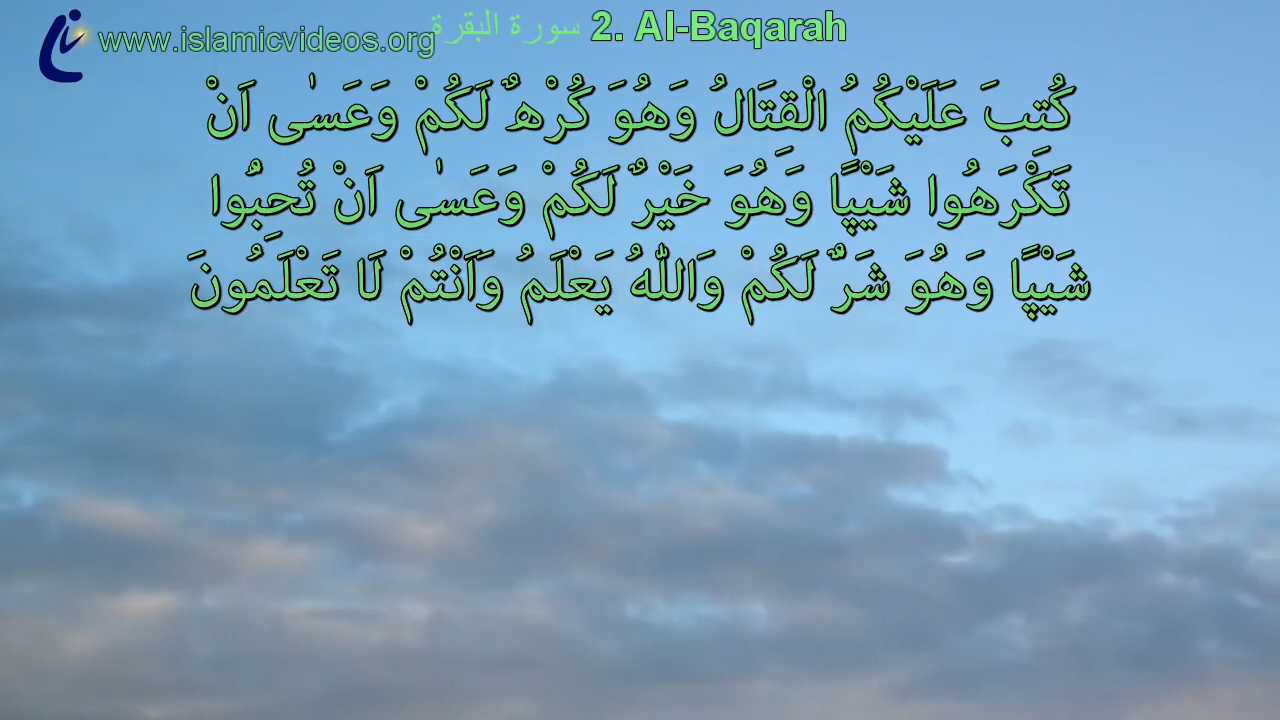 www.islamicvideos.org سورة البقرة 2. Al-Baqarah
كُتِبَ عَلَيْكُمُ الْقِتَالُ وَهُوَ كُرْهٌ لَكُمْ وَعَسٰى اَنْ
تَكْرَهُوا شَيْپًا وَهُوَ خَيْرٌ لَكُمْ وَعَسٰى اَنْ تُحِبُّوا
شَيْپًا وَهُوَ شَرٌّ لَكُمْ وَاللّٰهُ يَعْلَمُ وَاَنْتُمْ لَا تَعْلَمُونَ